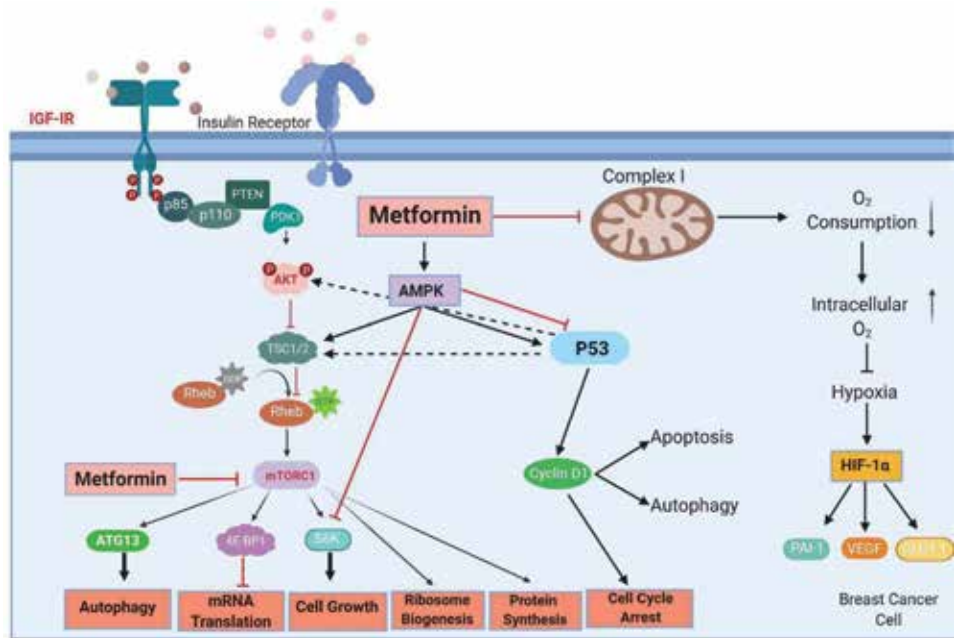 IGF-IR
Insulin Receptor
P
P
P
P
p85
p110
PTEN
PDK1
Metformin
Complex I
O₂
Consumption
P
AKT
P
AMPK
Intracellular
O₂
TSC1/2
P53
Rheb
Rheb
Hypoxia
Metformin
mTORC1
Cyclin D1
Apoptosis
Autophagy
HIF-1α
ATG13
4E BP1
S6K
PAI-1
VEGF
Autophagy
mRNA
Translation
Cell Growth
Ribosome
Biogenesis
Protein
Synthesis
Cell Cycle
Arrest
Breast Cancer
Cell